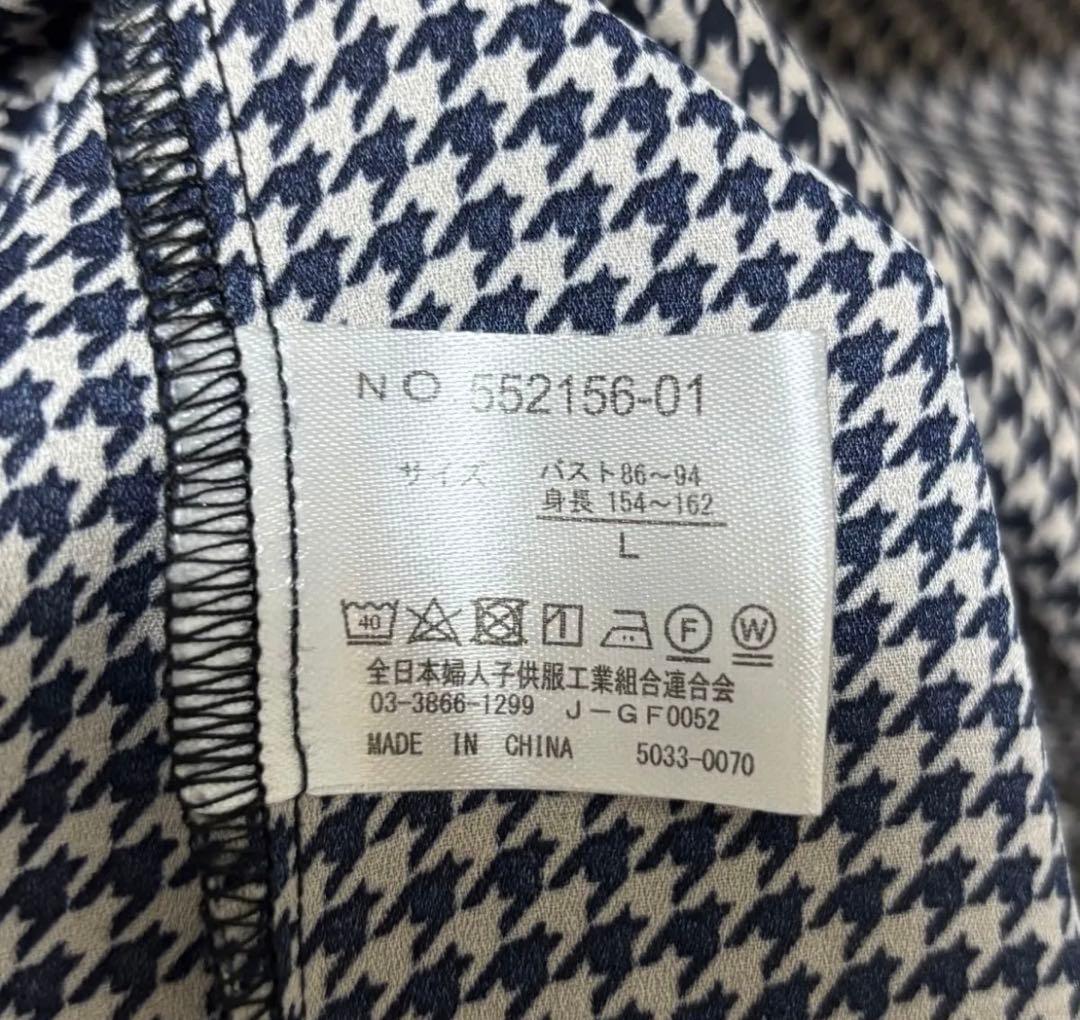 NO 552156-01
サイズ バスト86～94
身長 154～162
L
40 F W
全日本婦人子供服工業組合連合会
03-3866-1299 J-GF0052
MADE IN CHINA 5033-0070